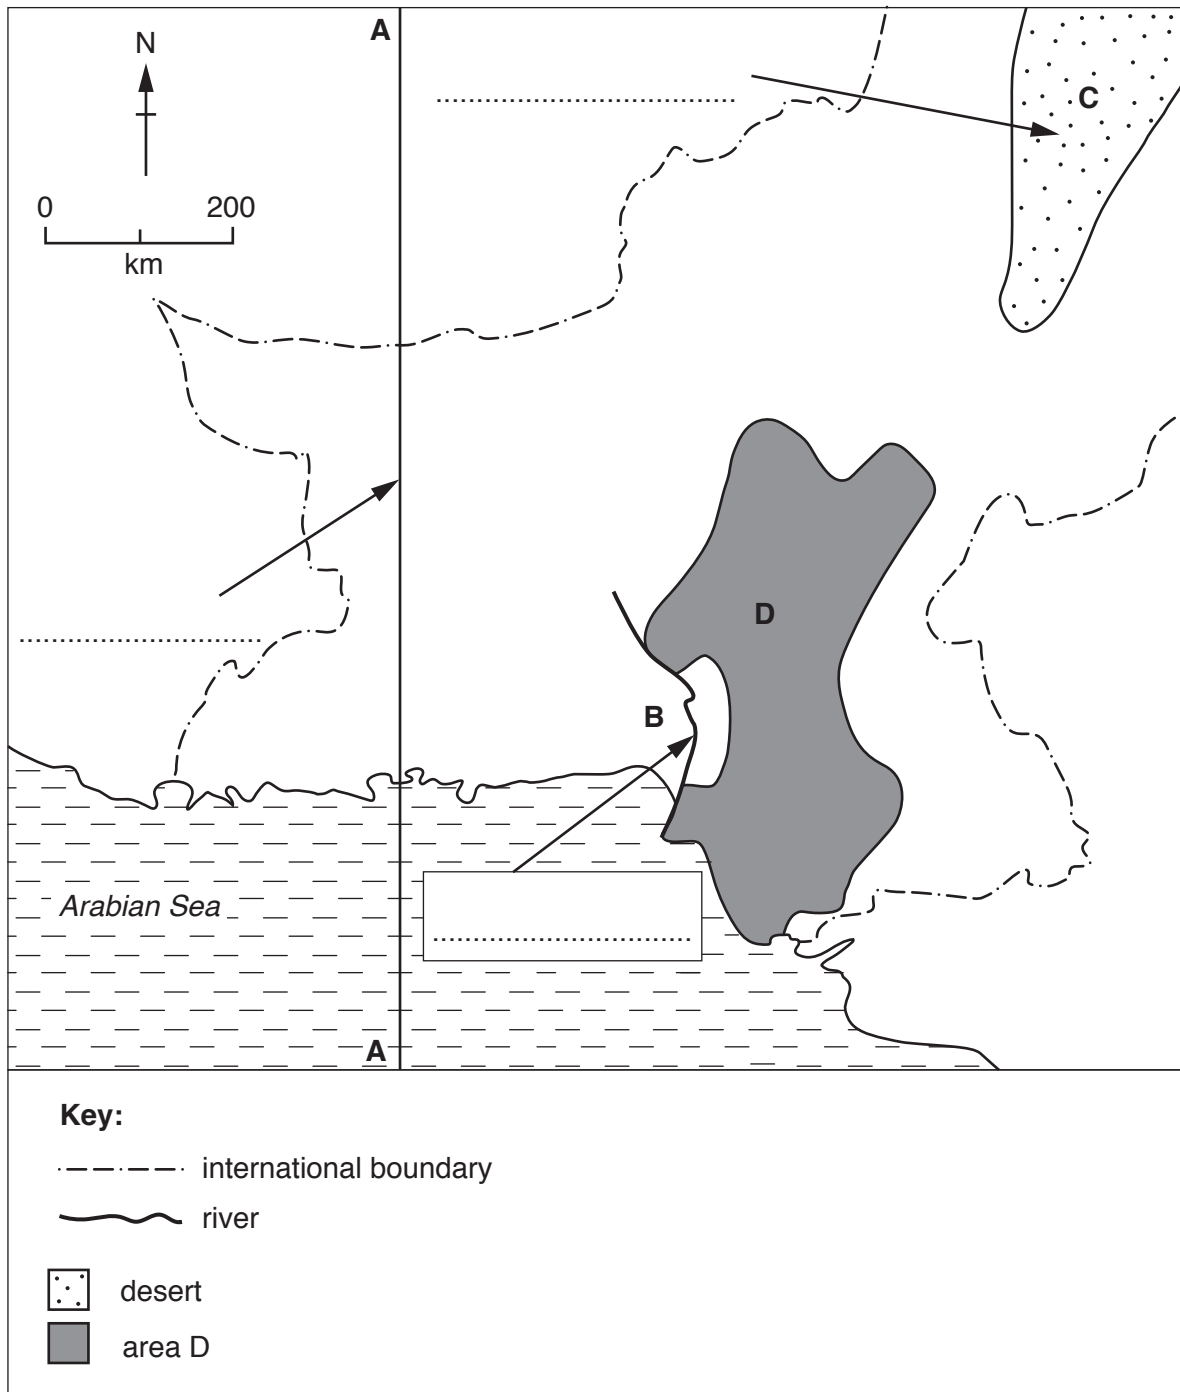 A
N
C
0 200
km
D
B
Arabian Sea
A
Key:
international boundary
river
desert
area D